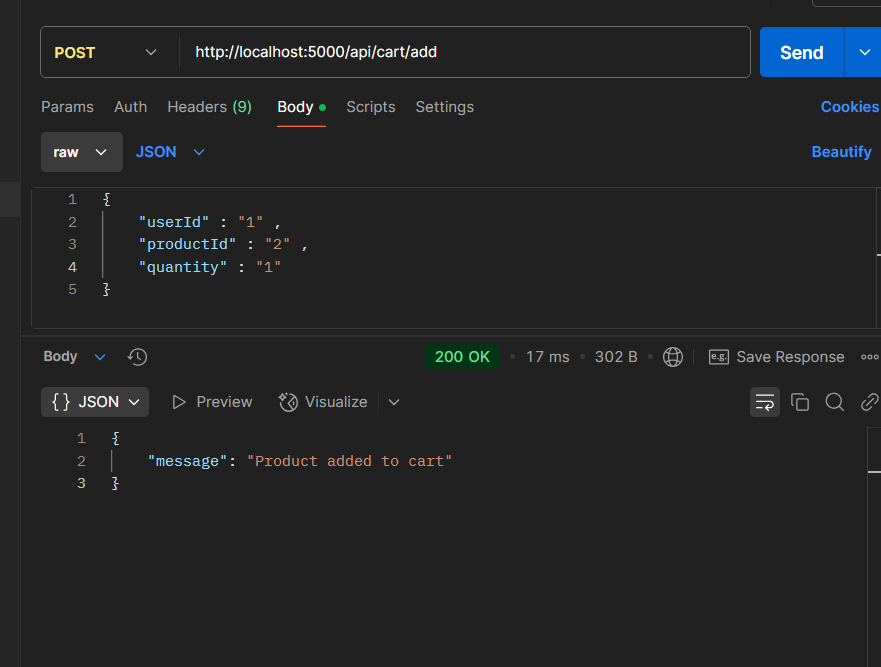 POST http://localhost:5000/api/cart/add Send
Params Auth Headers (9) Body Scripts Settings Cookies
raw JSON Beautify
1 {
2 "userId" : "1" ,
3 "productId" : "2" ,
4 "quantity" : "1"
5 }
Body 200 OK • 17 ms • 302 B • e.g. Save Response
{} JSON Preview Visualize
1 {
2 "message": "Product added to cart"
3 }